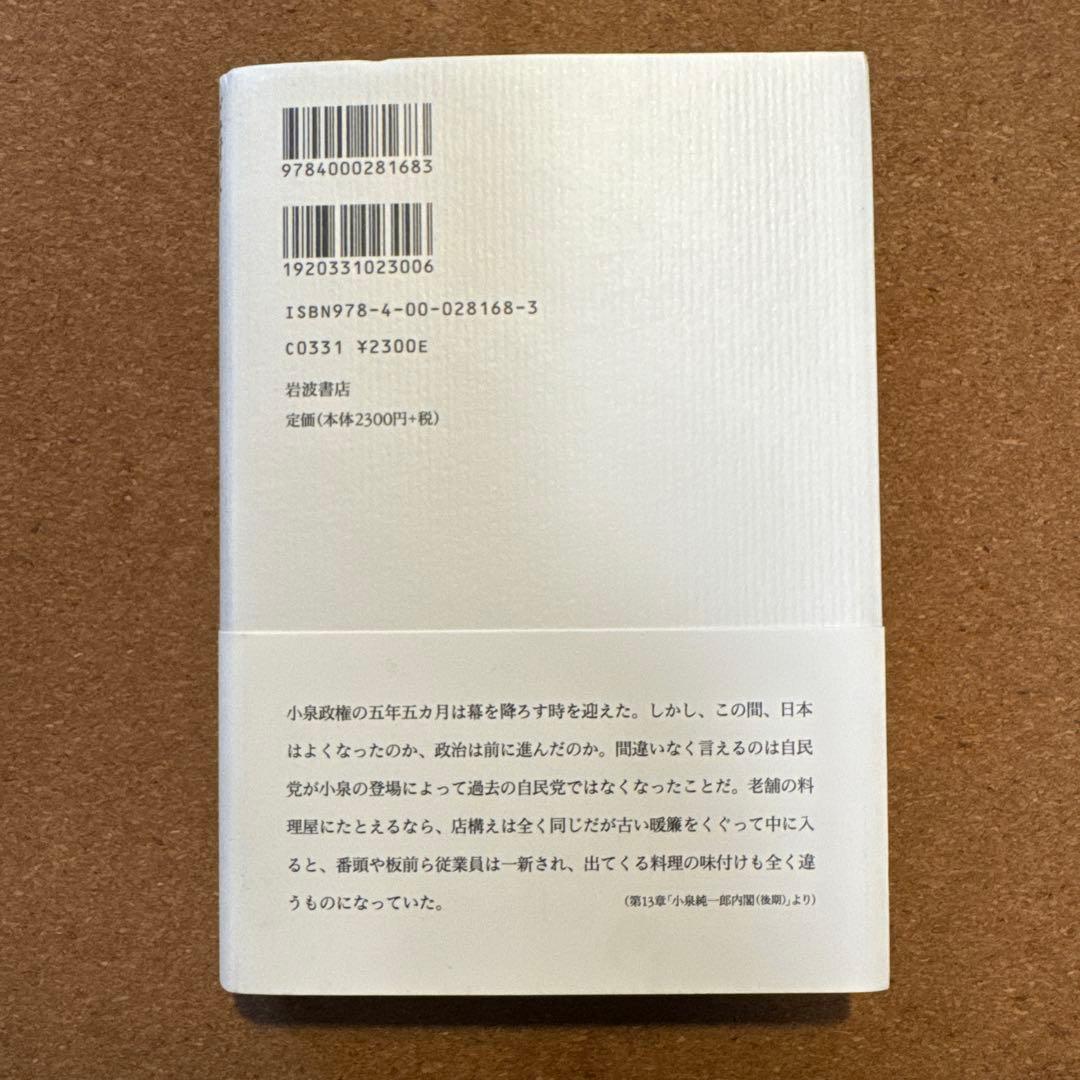 9784000281683
1920331023006
ISBN978-4-00-028168-3
C0331 ¥2300E
岩波書店
定価(本体2300円+税)
小泉政権の五年五カ月は幕を降ろす時を迎えた。しかし、この間、日本
はよくなったのか、政治は前に進んだのか。間違いなく言えるのは自民
党が小泉の登場によって過去の自民党ではなくなったことだ。老舗の料
理屋にたとえるなら、店構えは全く同じだが古い暖簾をくぐって中に入
ると、番頭や板前ら従業員は一新され、出てくる料理の味付けも全く違
うものになっていた。
(第13章「小泉純一郎内閣(後期)」より)